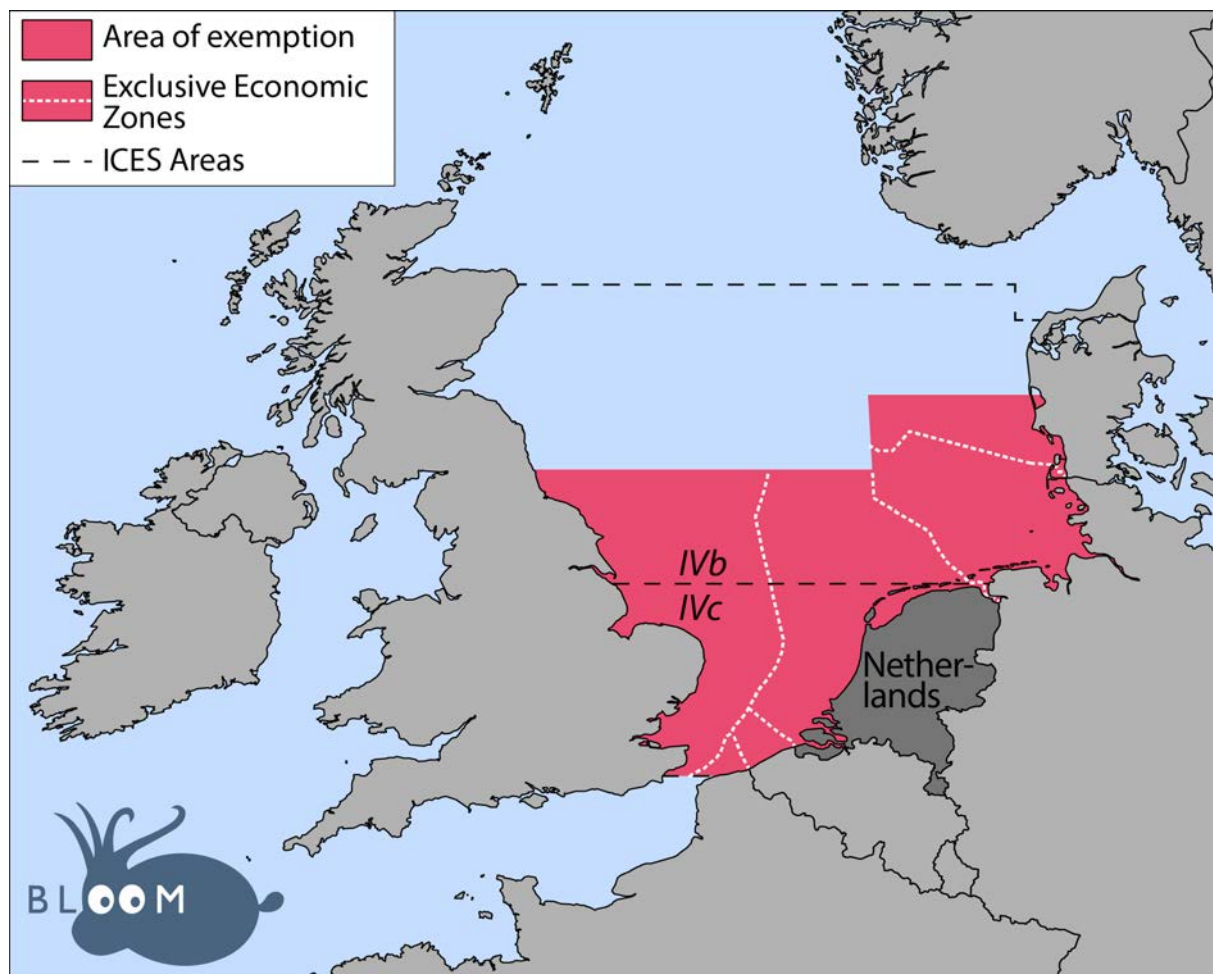 Area of exemption
Exclusive Economic
Zones
ICES Areas
IVb
IVc
Nether-
lands
BLOOM